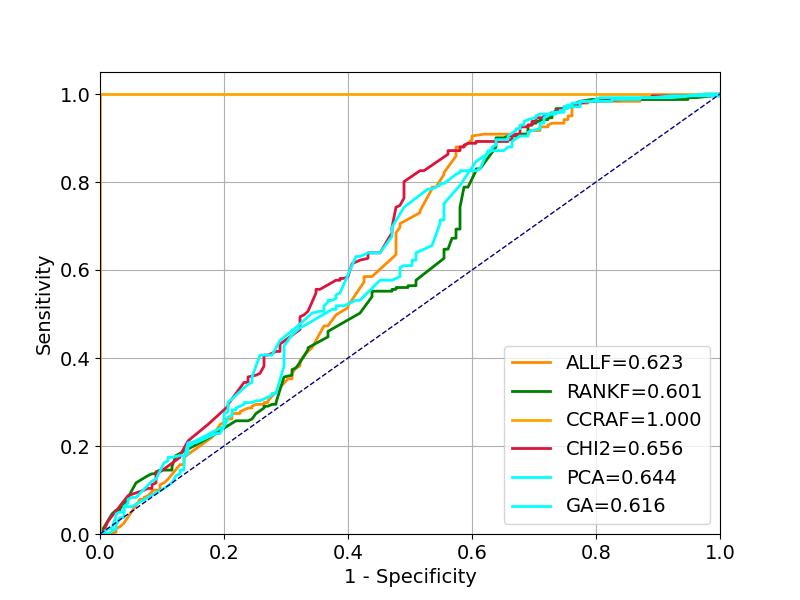 1.0
0.8
0.6
0.4
0.2
0.0
Sensitivity
ALLF=0.623
RANKF=0.601
CCRAF=1.000
CHI2=0.656
PCA=0.644
GA=0.616
0.0 0.2 0.4 0.6 0.8 1.0
1 - Specificity